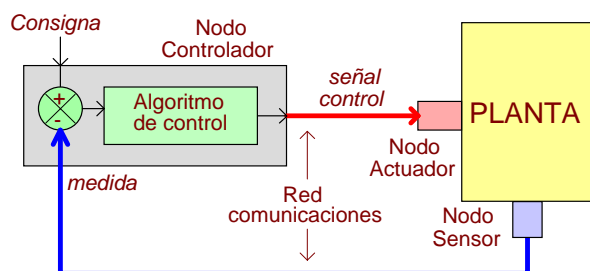 Consigna
Nodo
Controlador
+
-
Algoritmo
de control
señal
control
PLANTA
Nodo
Actuador
medida
Red
comunicaciones
Nodo
Sensor